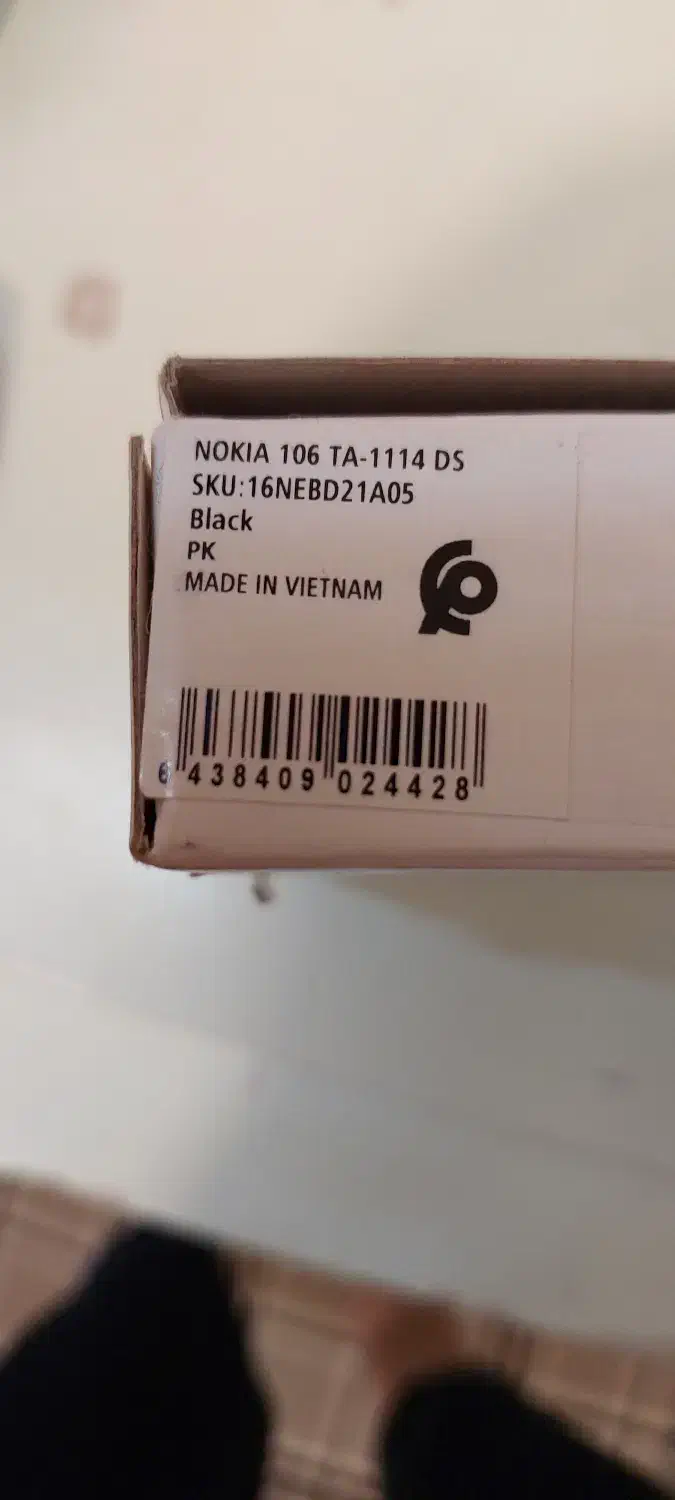 NOKIA 106 TA-1114 DS
SKU:16NEBD21A05
Black
PK
MADE IN VIETNAM
6 438409 024428